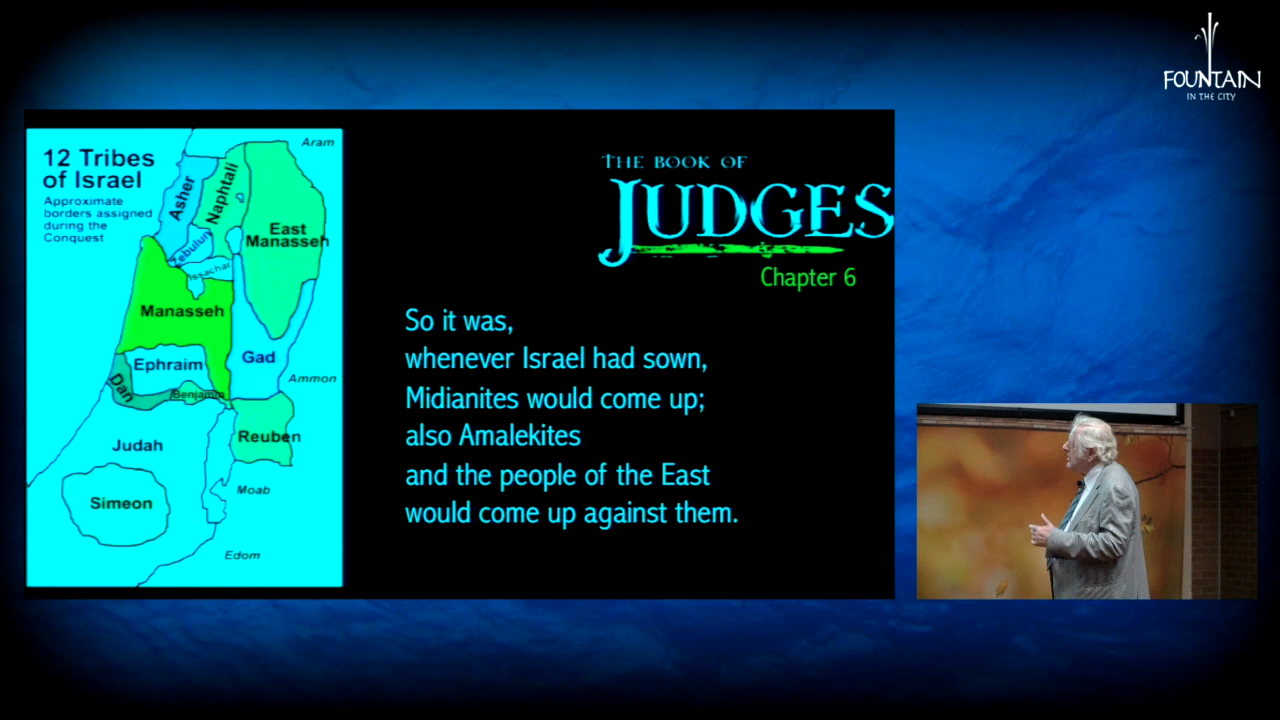 FOUNTAIN
IN THE CITY
12 Tribes
of Israel
Approximate
borders assigned
during the
Conquest
Aram
Asher
Naphtali
Zebulun
Issachar
East
Manasseh
Manasseh
Ephraim
Gad
Dan
Benjamin
Ammon
Judah
Reuben
Simeon
Moab
Edom
THE BOOK OF
JUDGES
Chapter 6
So it was,
whenever Israel had sown,
Midianites would come up;
also Amalekites
and the people of the East
would come up against them.